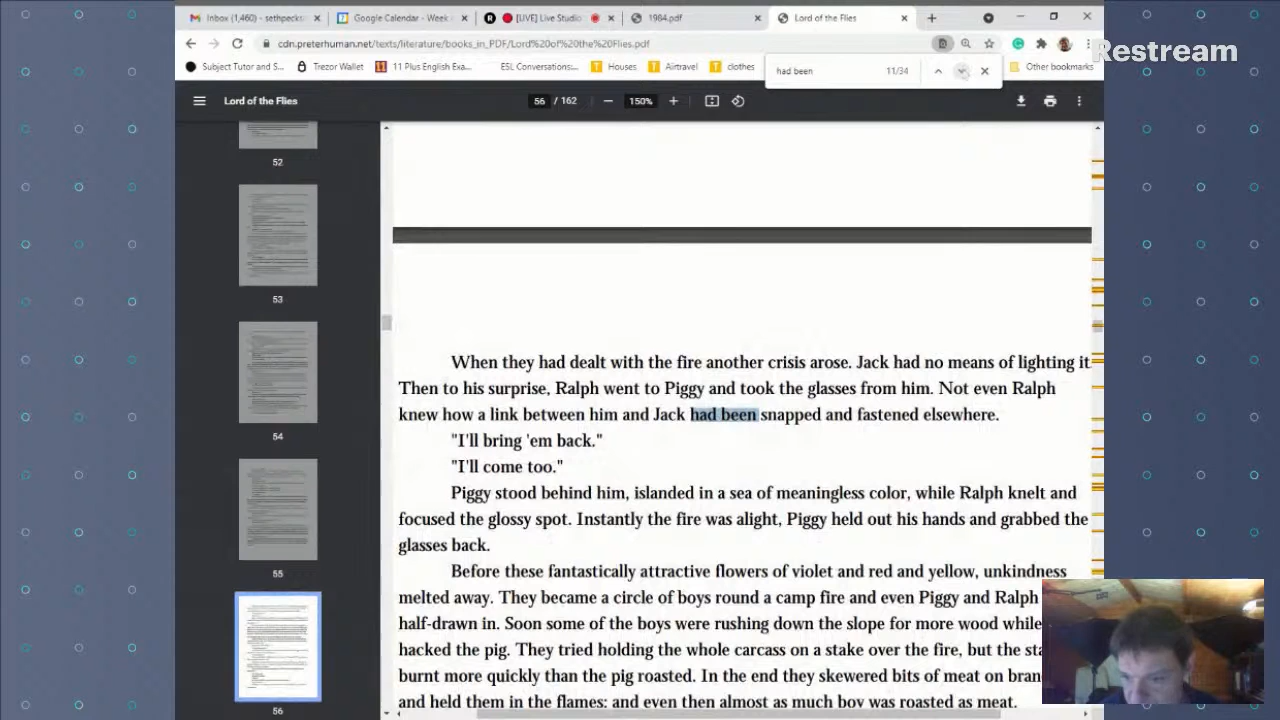 Inbox (1,460) - sethpecks
Google Calendar - Week
[LIVE] Live Studio
1984.pdf
Lord of the Flies
Restream
cdn.preterhuman.net/texts/literature/books_in_PDF/Lord%20of%20the%20Flies.pdf
Subject Tutor and S...
Trezor Wallet
11 Plus English Exa...
ESL Conversations:...
Houses
Airtravel
clothes
had been
11/34
Other bookmarks
Lord of the Flies
56 / 162
150%
52
53
54
55
56
When they had dealt with the fire another crisis arose. Jack had no means of lighting it
Then to his surprise, Ralph went to Piggy and took the glasses from him. Not even Ralph
knew how a link between him and Jack had been snapped and fastened elsewhere.
"I'll bring 'em back."
"I'll come too."
Piggy stood behind him, islanded in a sea of meaningless color, while Ralph knelt and
focused the glossy spot. Instantly the fire was alight, Piggy held out his hands and grabbed the
glasses back.
Before these fantastically attractive flowers of violet and red and yellow, unkindness
melted away. They became a circle of boys round a camp fire and even Piggy and Ralph
half-drawn in. Soon some of the boys were rushing down the slope for more wood while
hacked the pig. They tried holding the whole carcass on a stake over the fire, but the
burnt more quickly than the pig roasted. In the end they skewered bits of meat on
and held them in the flames: and even then almost as much boy was roasted as meat.